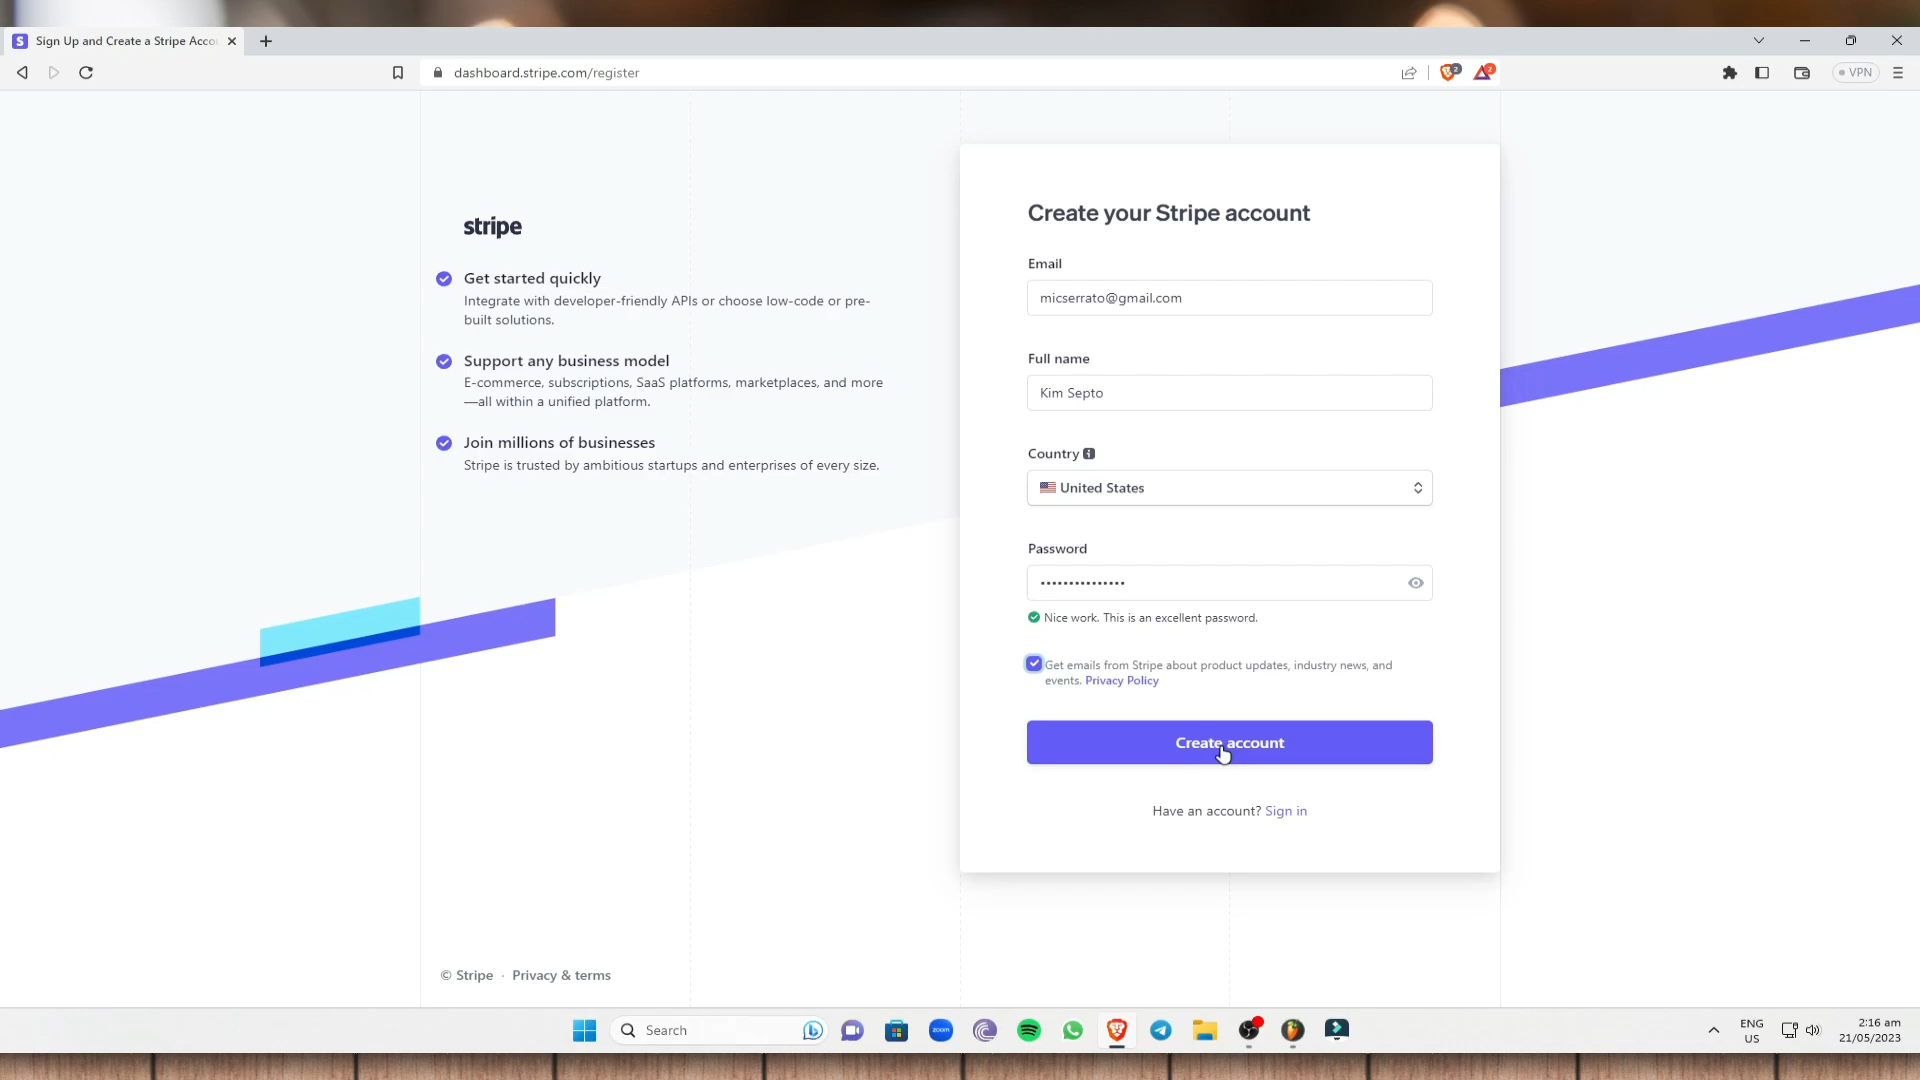 Sign Up and Create a Stripe Acco
dashboard.stripe.com/register
2
2
VPN
stripe
Get started quickly
Integrate with developer-friendly APIs or choose low-code or pre-
built solutions.
Support any business model
E-commerce, subscriptions, SaaS platforms, marketplaces, and more
—all within a unified platform.
Join millions of businesses
Stripe is trusted by ambitious startups and enterprises of every size.
© Stripe · Privacy & terms
Create your Stripe account
Email
micserrato@gmail.com
Full name
Kim Septo
Country
United States
Password
•••••••••••••••
Nice work. This is an excellent password.
Get emails from Stripe about product updates, industry news, and
events. Privacy Policy
Create account
Have an account? Sign in
Search
zoom
ENG
US
2:16 am
21/05/2023